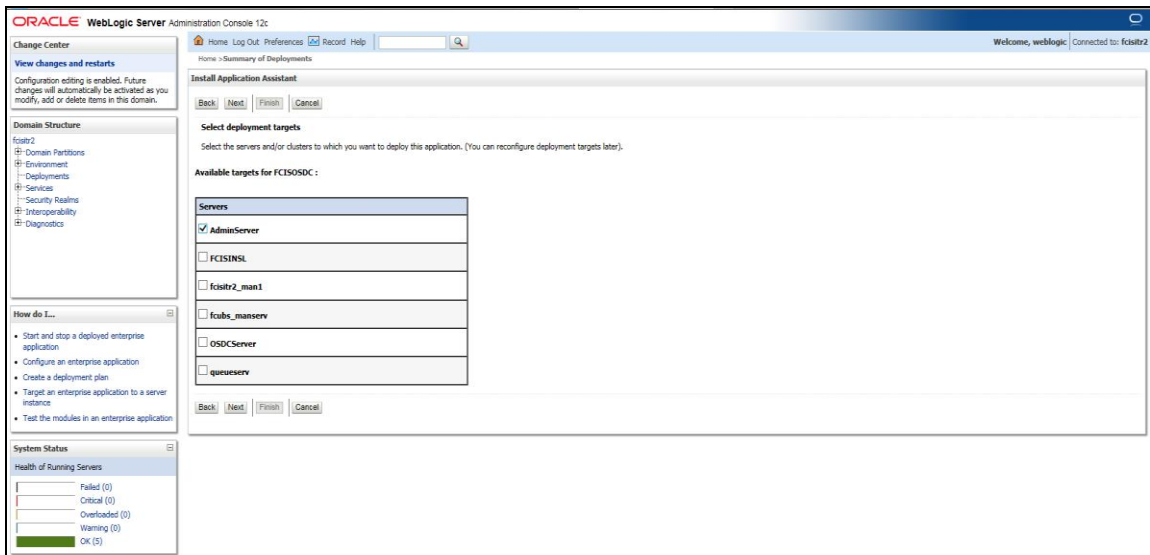 ORACLE WebLogic Server Administration Console 12c
Change Center
View changes and restarts
Configuration editing is enabled. Future
changes will automatically be activated as you
modify, add or delete items in this domain.
Domain Structure
fcisitr2
Domain Partitions
Environment
Deployments
Services
Security Realms
Interoperability
Diagnostics
How do I...
Start and stop a deployed enterprise
application
Configure an enterprise application
Create a deployment plan
Target an enterprise application to a server
instance
Test the modules in an enterprise application
System Status
Health of Running Servers
Failed (0)
Critical (0)
Overloaded (0)
Warning (0)
OK (5)
Home Log Out Preferences Record Help
Welcome, weblogic Connected to: fcisitr2
Home >Summary of Deployments
Install Application Assistant
Back Next Finish Cancel
Select deployment targets
Select the servers and/or clusters to which you want to deploy this application. (You can reconfigure deployment targets later).
Available targets for FCISOSDC :
Servers
AdminServer
FCISINSL
fcisitr2_man1
fcubs_manserv
OSDCServer
queueserv
Back Next Finish Cancel